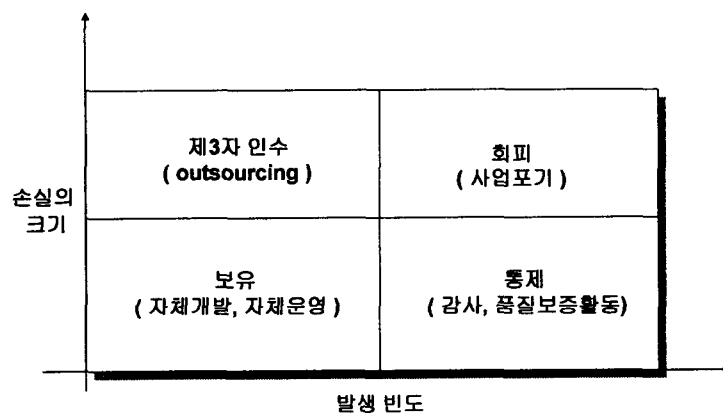 제3자 인수
( outsourcing )
회피
( 사업포기 )
손실의
크기
보유
( 자체개발, 자체운영 )
통제
( 감사, 품질보증활동)
발생 빈도